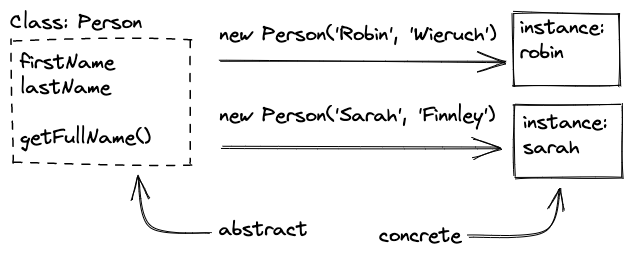 Class: Person
firstName
lastName
getFullName()
new Person('Robin', 'Wieruch')
instance:
robin
new Person('Sarah', 'Finnley')
instance:
sarah
abstract
concrete